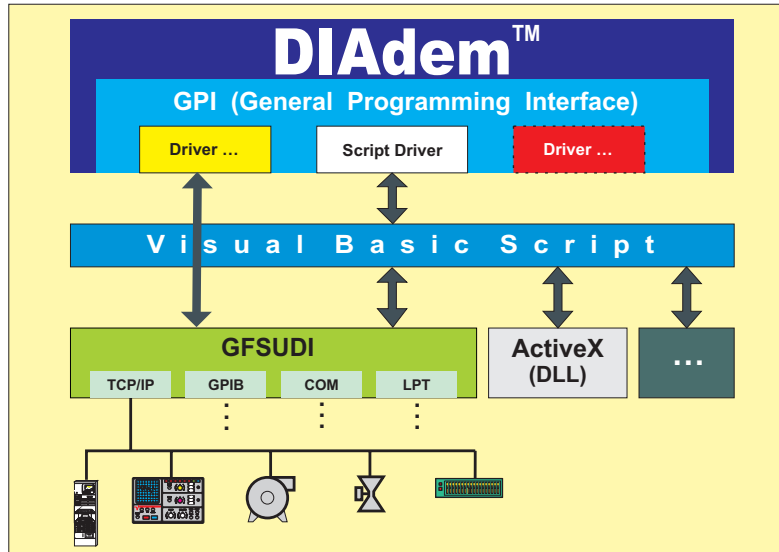 DIAdem™
GPI (General Programming Interface)
Driver ...
Script Driver
Driver ...
Visual Basic Script
GFSUDI
TCP/IP
GPIB
COM
LPT
ActiveX
(DLL)
...